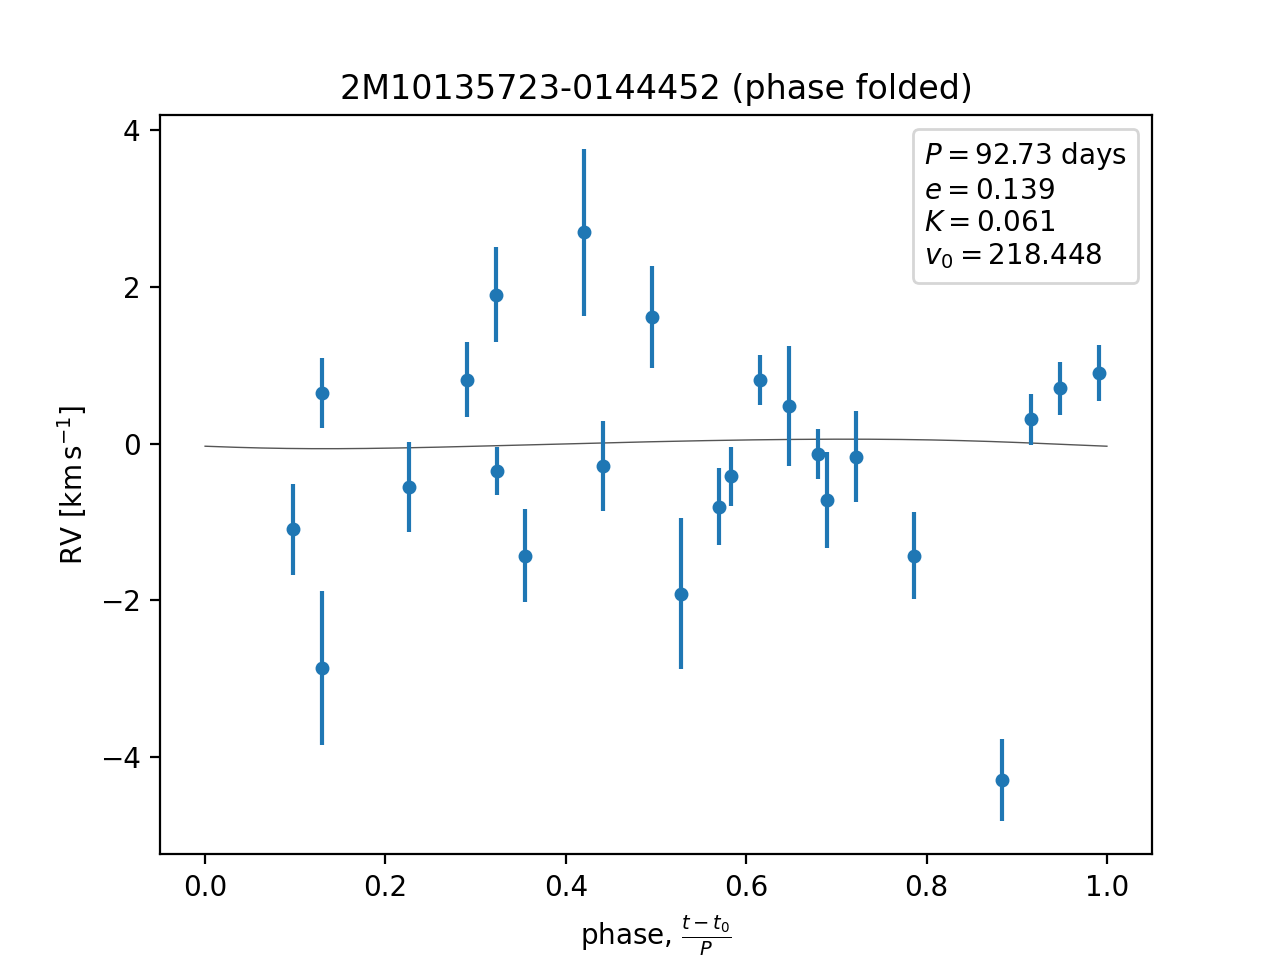 2M10135723-0144452 (phase folded)
P = 92.73 days
e = 0.139
K = 0.061
v₀ = 218.448
4
2
0
−2
−4
RV [km s⁻¹]
0.0 0.2 0.4 0.6 0.8 1.0
phase, (t − t₀)/P